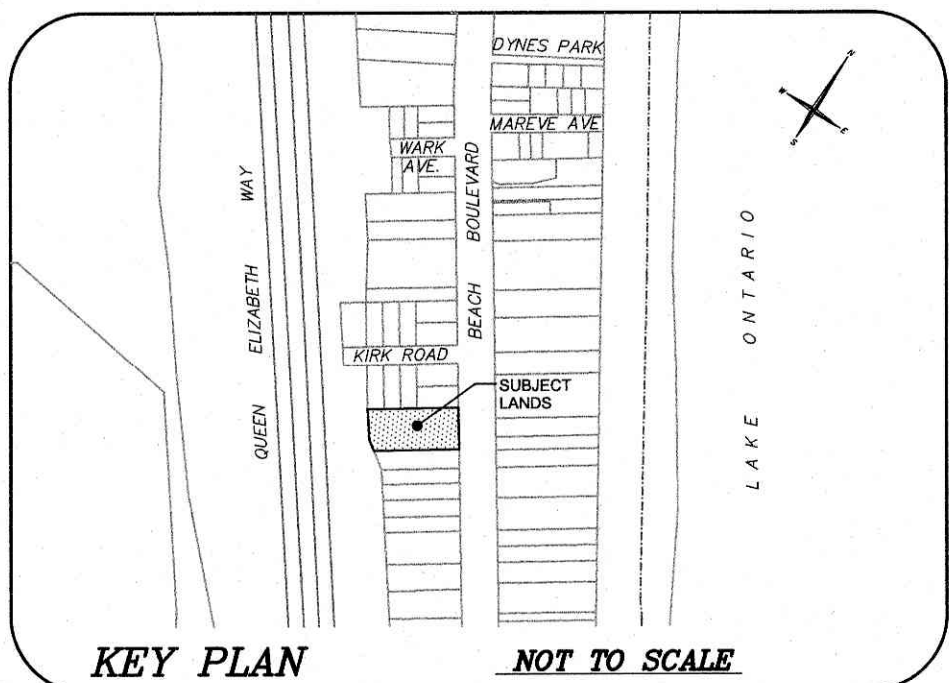 DYNES PARK
MAREVE AVE
WARK
AVE.
QUEEN ELIZABETH WAY
BEACH BOULEVARD
LAKE ONTARIO
KIRK ROAD
SUBJECT
LANDS
N
W
E
S
KEY PLAN
NOT TO SCALE